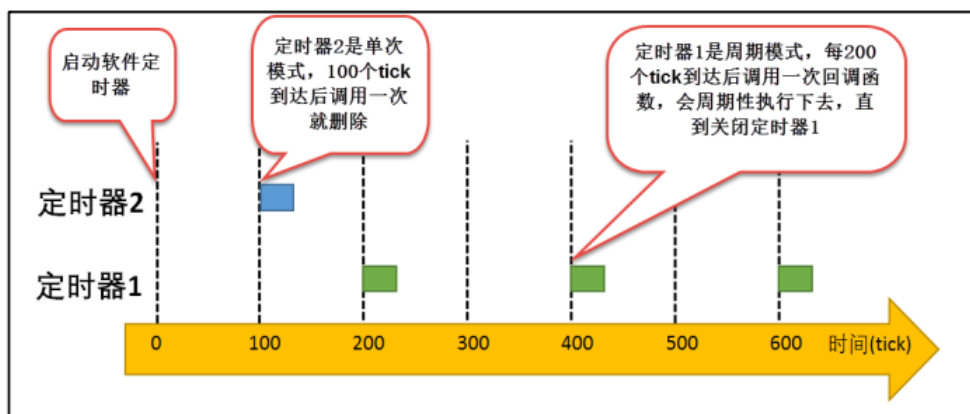 启动软件定
时器
定时器2是单次
模式，100个tick
到达后调用一次
就删除
定时器1是周期模式，每200
个tick到达后调用一次回调函
数，会周期性执行下去，直
到关闭定时器1
定时器2
定时器1
0 100 200 300 400 500 600 时间(tick)